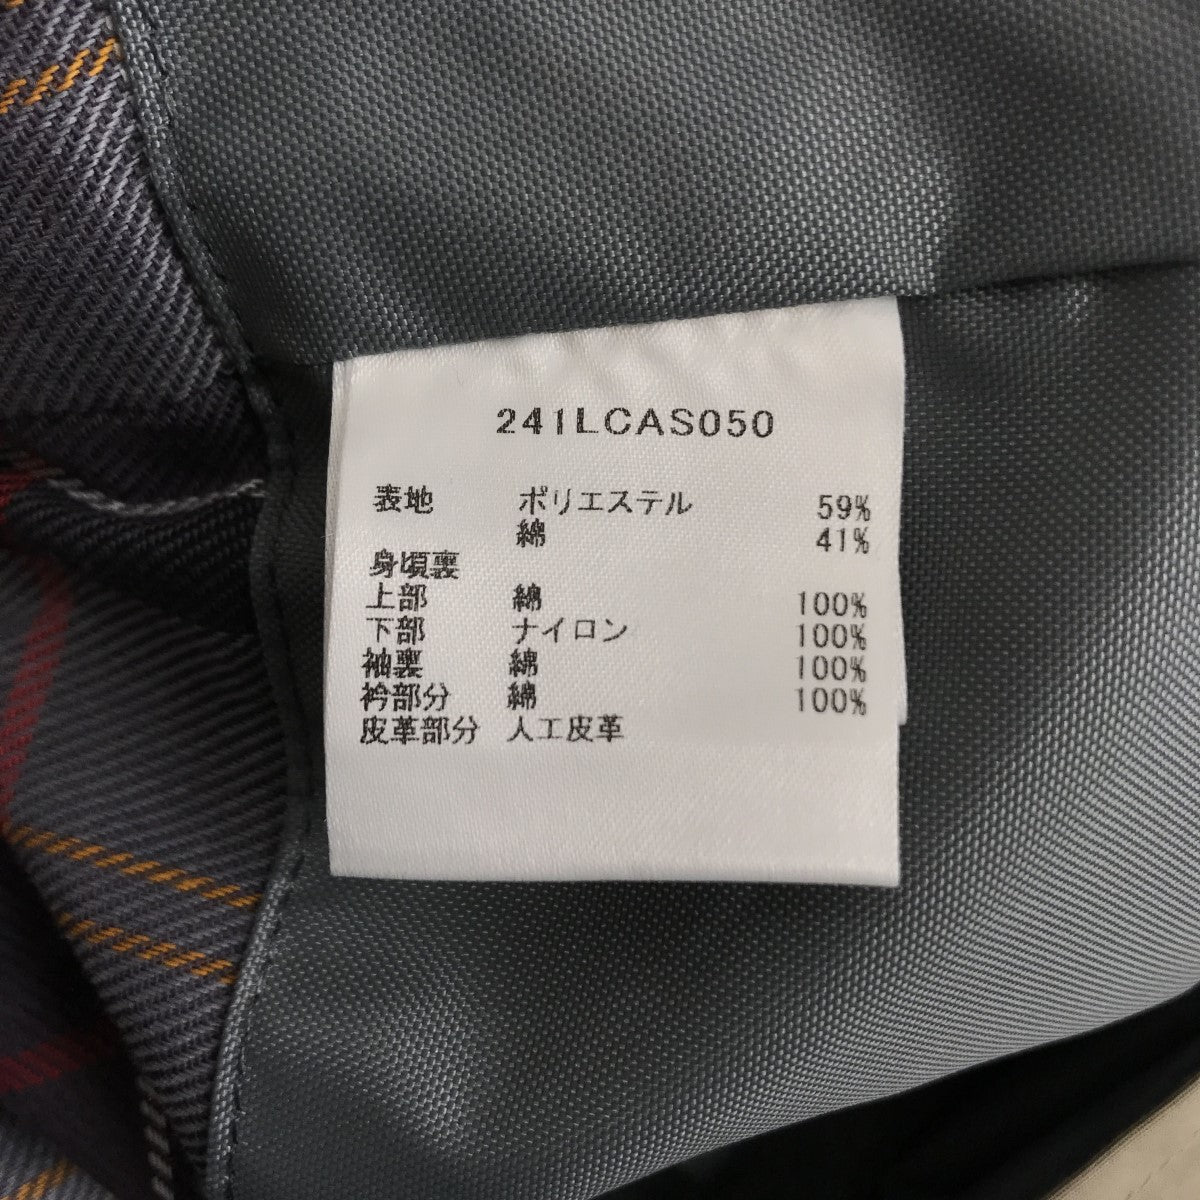 241LCAS050
表地 ポリエステル 59%
綿 41%
身頃裏
上部 綿 100%
下部 ナイロン 100%
袖裏 綿 100%
衿部分 綿 100%
皮革部分 人工皮革